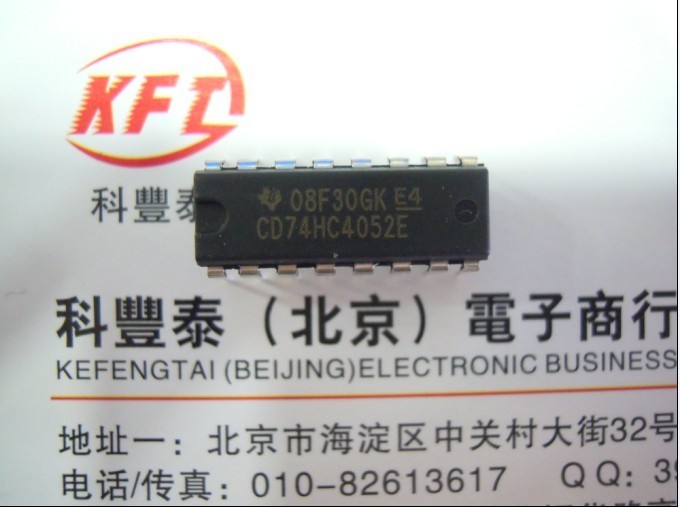 KFT
科豐泰
08F30GK E4
CD74HC4052E
科豐泰（北京）電子商行
KEFENGTAI (BEIJING) ELECTRONIC BUSINESS
地址一：北京市海淀区中关村大街32号
电话/传真：010-82613617 QQ：39